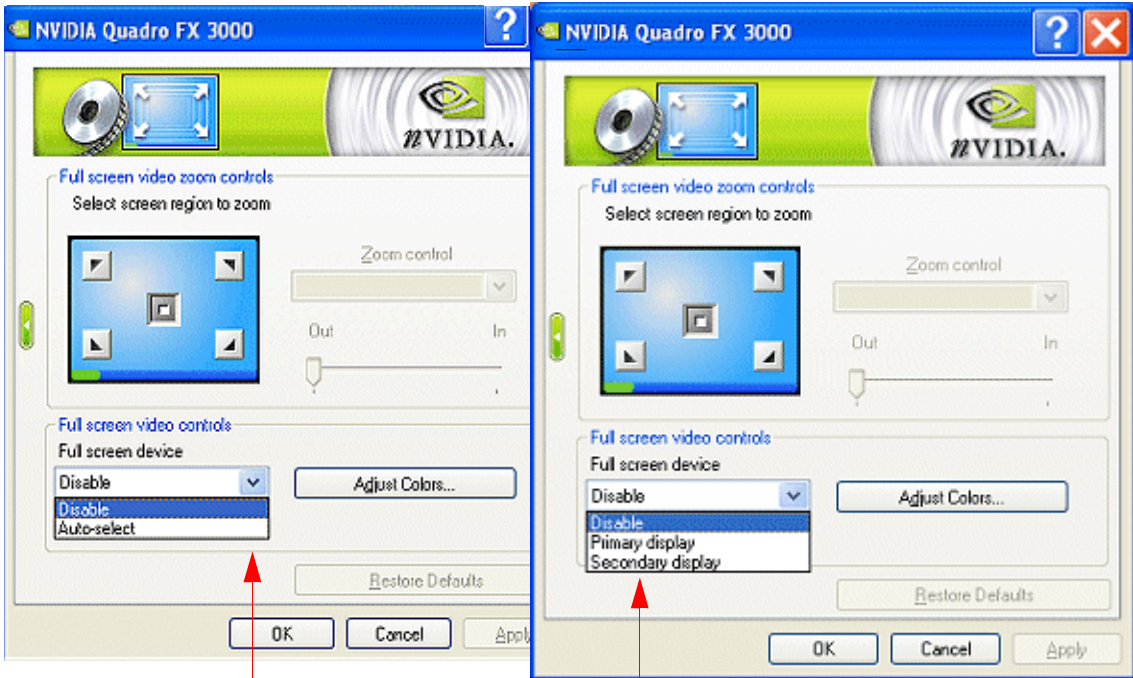 NVIDIA Quadro FX 3000
?
nVIDIA.
Full screen video zoom controls
Select screen region to zoom
Zoom control
Out
In
Full screen video controls
Full screen device
Disable
Adjust Colors...
Disable
Auto-select
Restore Defaults
OK
Cancel
Appl
NVIDIA Quadro FX 3000
?
nVIDIA.
Full screen video zoom controls
Select screen region to zoom
Zoom control
Out
In
Full screen video controls
Full screen device
Disable
Adjust Colors...
Disable
Primary display
Secondary display
Restore Defaults
OK
Cancel
Apply